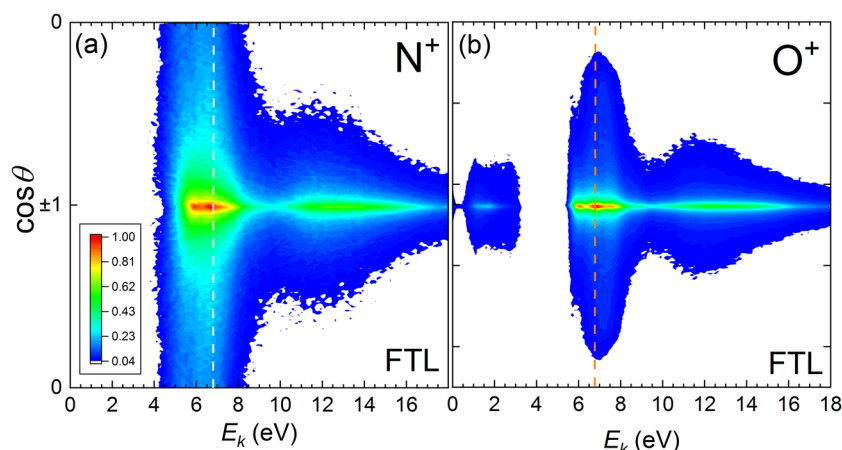 (a) N⁺
(b) O⁺
0
cosθ
±1
0
1.00
0.81
0.62
0.43
0.23
0.04
FTL
FTL
0 2 4 6 8 10 12 14 16
0 2 4 6 8 10 12 14 16 18
Eₖ (eV)
Eₖ (eV)